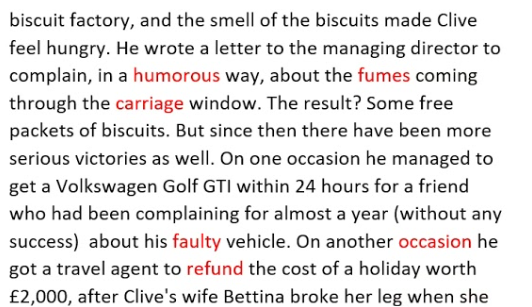 biscuit factory, and the smell of the biscuits made Clive
feel hungry. He wrote a letter to the managing director to
complain, in a humorous way, about the fumes coming
through the carriage window. The result? Some free
packets of biscuits. But since then there have been more
serious victories as well. On one occasion he managed to
get a Volkswagen Golf GTI within 24 hours for a friend
who had been complaining for almost a year (without any
success)  about his faulty vehicle. On another occasion he
got a travel agent to refund the cost of a holiday worth
£2,000, after Clive's wife Bettina broke her leg when she